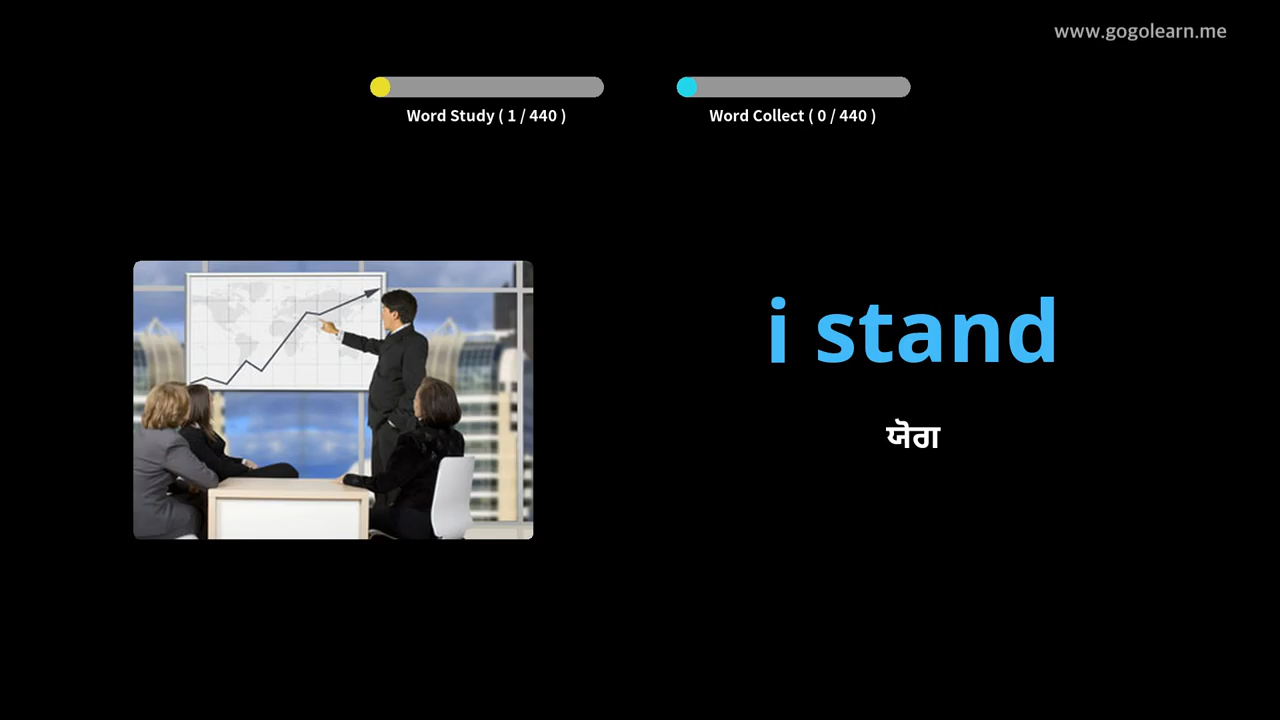 www.gogolearn.me
Word Study ( 1 / 440 )
Word Collect ( 0 / 440 )
i stand
ਯੋਗ